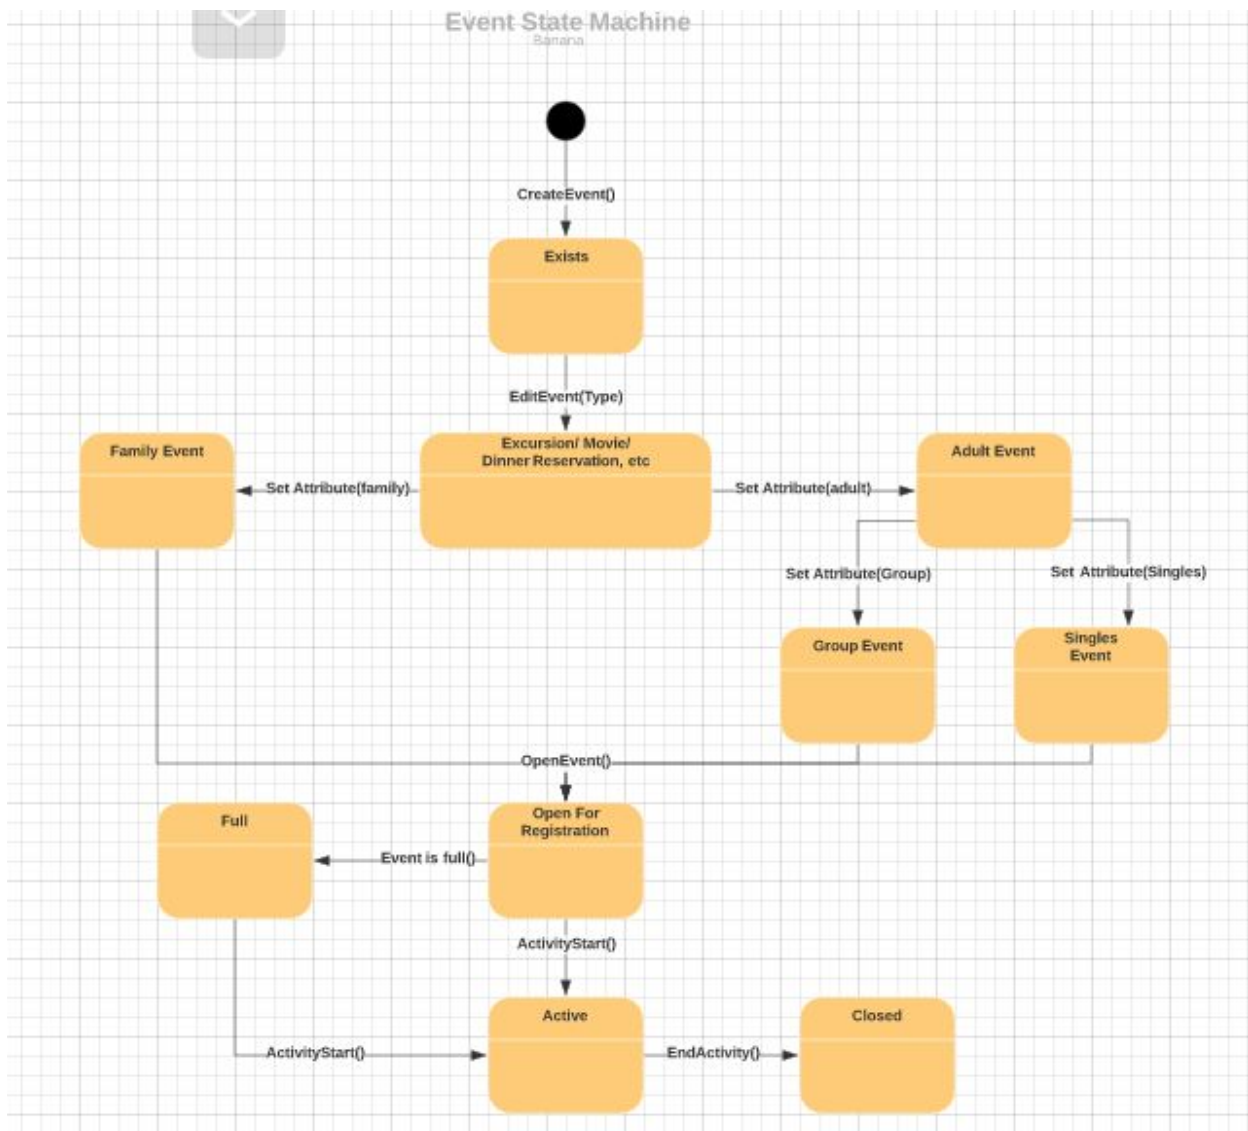 Event State Machine
Banana
CreateEvent()
Exists
EditEvent(Type)
Family Event
Excursion/ Movie/
Dinner Reservation, etc
Adult Event
Set Attribute(family)
Set Attribute(adult)
Set Attribute(Group)
Set Attribute(Singles)
Group Event
Singles
Event
OpenEvent()
Full
Open For
Registration
Event is full()
ActivityStart()
Active
Closed
ActivityStart()
EndActivity()